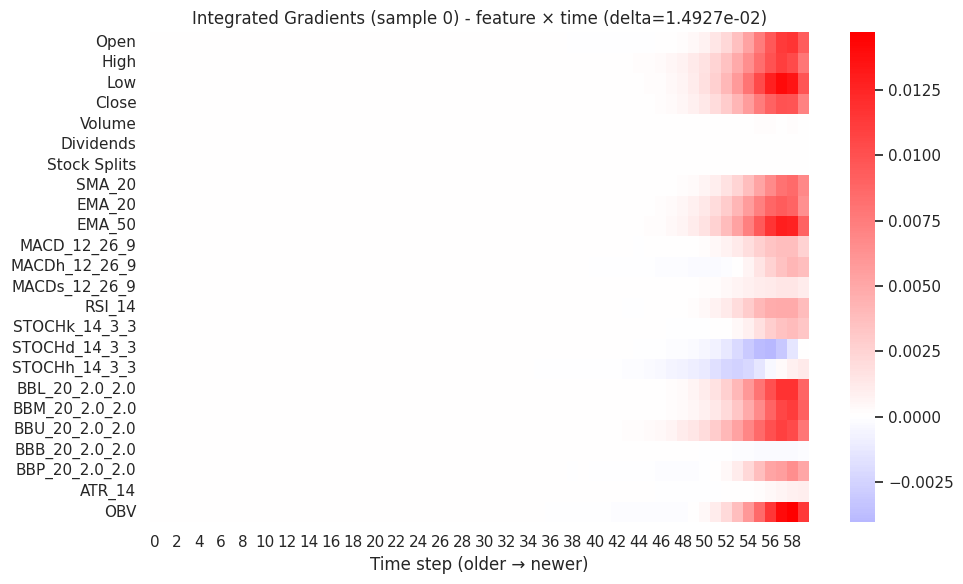 Integrated Gradients (sample 0) - feature × time (delta=1.4927e-02)
Open
High
Low
Close
Volume
Dividends
Stock Splits
SMA_20
EMA_20
EMA_50
MACD_12_26_9
MACDh_12_26_9
MACDs_12_26_9
RSI_14
STOCHk_14_3_3
STOCHd_14_3_3
STOCHh_14_3_3
BBL_20_2.0_2.0
BBM_20_2.0_2.0
BBU_20_2.0_2.0
BBB_20_2.0_2.0
BBP_20_2.0_2.0
ATR_14
OBV
0 2 4 6 8 10 12 14 16 18 20 22 24 26 28 30 32 34 36 38 40 42 44 46 48 50 52 54 56 58
Time step (older → newer)
0.0125
0.0100
0.0075
0.0050
0.0025
0.0000
−0.0025